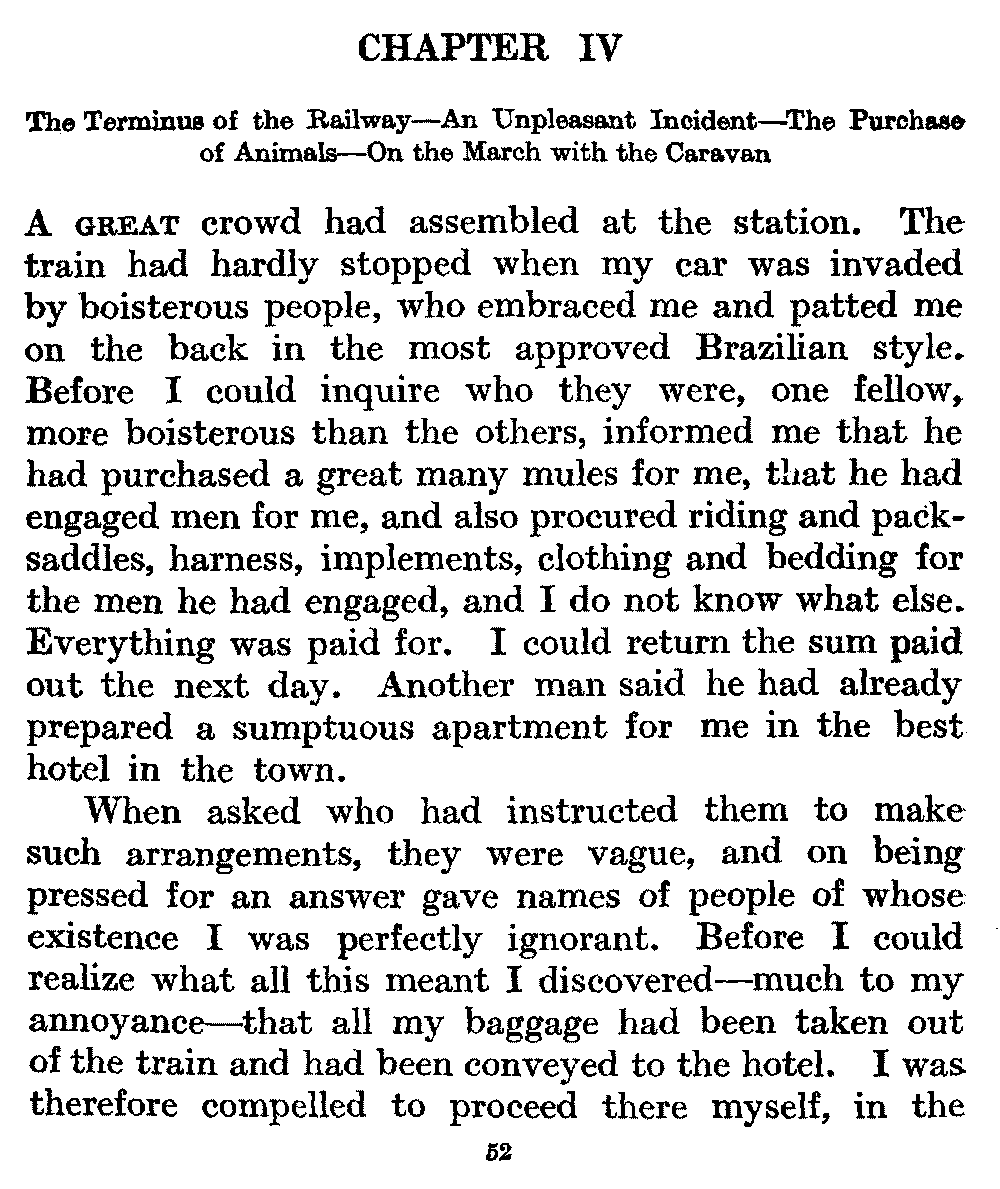 CHAPTER IV
The Terminus of the Railway—An Unpleasant Incident—The Purchase
of Animals—On the March with the Caravan
A GREAT crowd had assembled at the station. The
train had hardly stopped when my car was invaded
by boisterous people, who embraced me and patted me
on the back in the most approved Brazilian style.
Before I could inquire who they were, one fellow,
more boisterous than the others, informed me that he
had purchased a great many mules for me, that he had
engaged men for me, and also procured riding and pack-
saddles, harness, implements, clothing and bedding for
the men he had engaged, and I do not know what else.
Everything was paid for. I could return the sum paid
out the next day. Another man said he had already
prepared a sumptuous apartment for me in the best
hotel in the town.
When asked who had instructed them to make
such arrangements, they were vague, and on being
pressed for an answer gave names of people of whose
existence I was perfectly ignorant. Before I could
realize what all this meant I discovered—much to my
annoyance—that all my baggage had been taken out
of the train and had been conveyed to the hotel. I was
therefore compelled to proceed there myself, in the
52